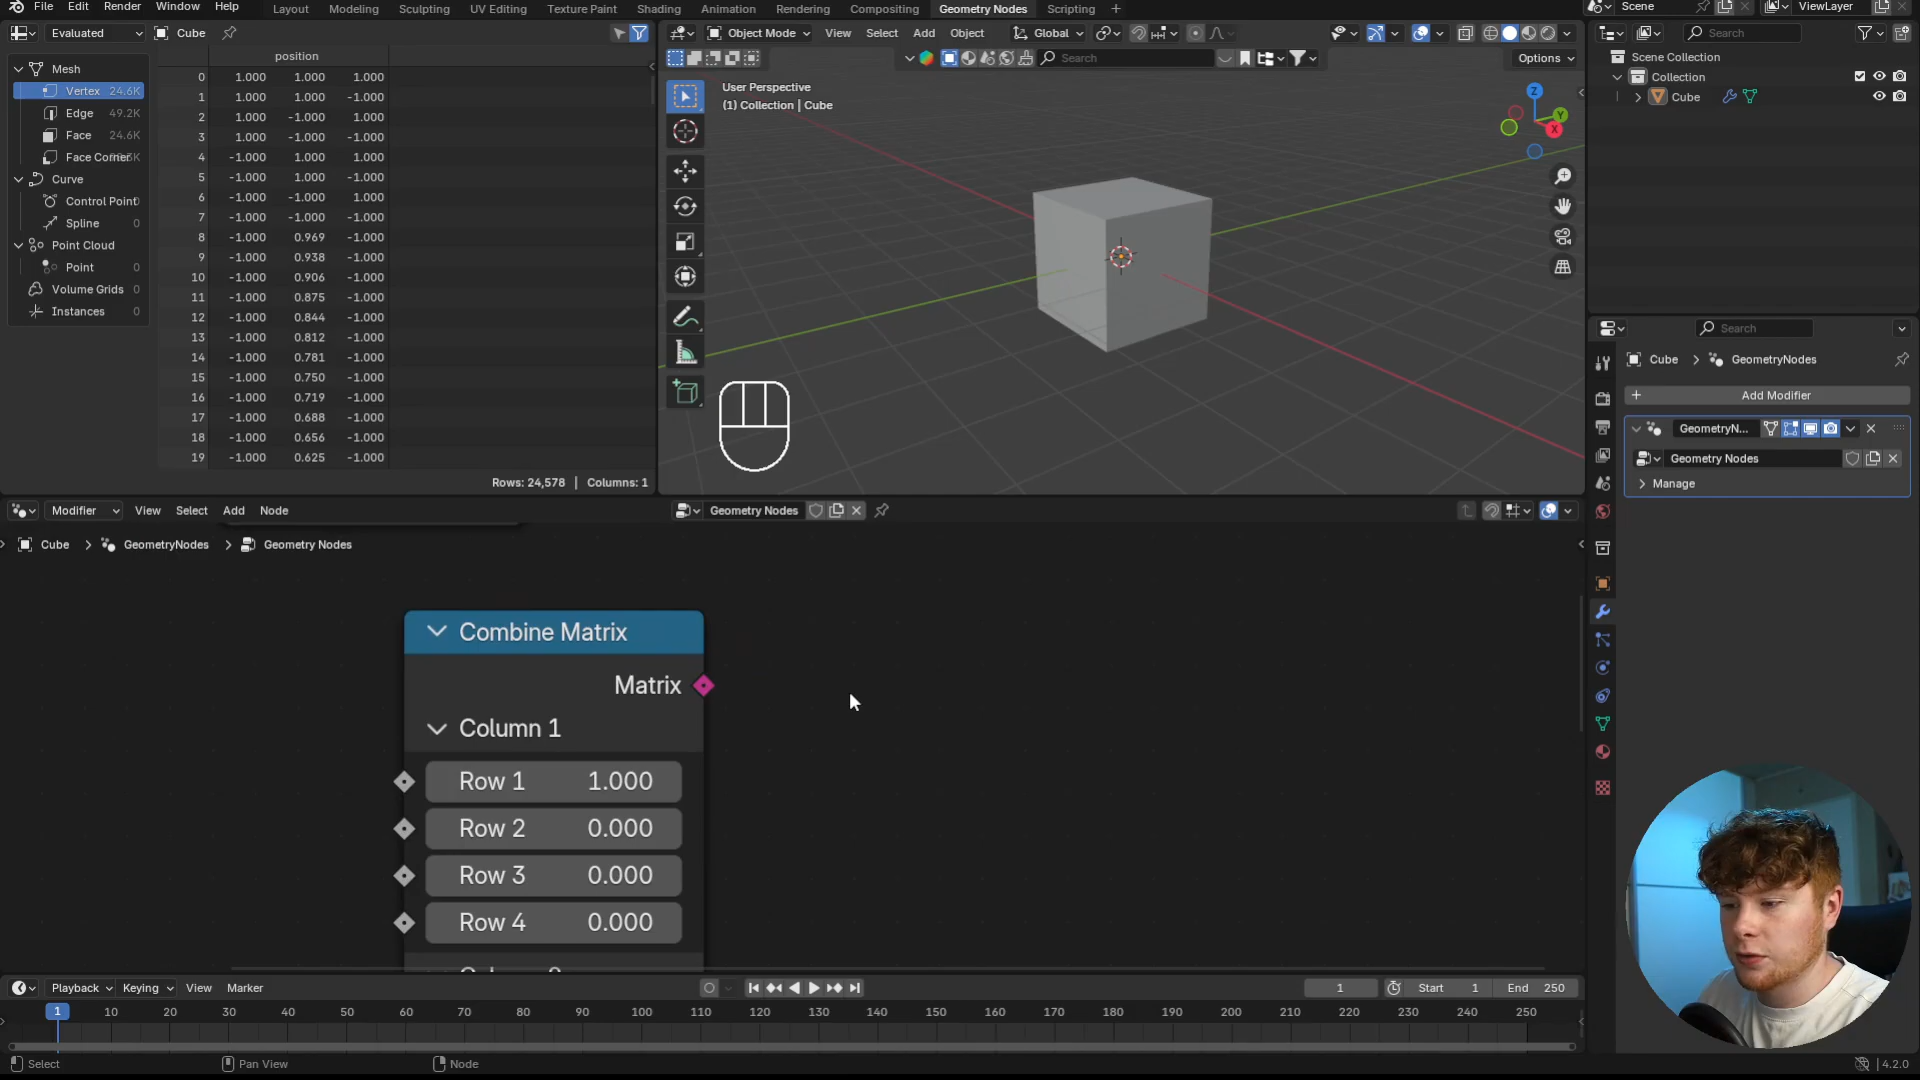 File Edit Render Window Help
Layout Modeling Sculpting UV Editing Texture Paint Shading Animation Rendering Compositing Geometry Nodes Scripting
Scene
ViewLayer
Evaluated
Cube
position
0 1.000 1.000 1.000
1 1.000 1.000 -1.000
2 1.000 -1.000 1.000
3 1.000 -1.000 -1.000
4 -1.000 1.000 1.000
5 -1.000 1.000 -1.000
6 -1.000 -1.000 1.000
7 -1.000 -1.000 -1.000
8 -1.000 0.969 -1.000
9 -1.000 0.938 -1.000
10 -1.000 0.906 -1.000
11 -1.000 0.875 -1.000
12 -1.000 0.844 -1.000
13 -1.000 0.812 -1.000
14 -1.000 0.781 -1.000
15 -1.000 0.750 -1.000
16 -1.000 0.719 -1.000
17 -1.000 0.688 -1.000
18 -1.000 0.656 -1.000
19 -1.000 0.625 -1.000
Rows: 24,578 | Columns: 1
Mesh
Vertex 24.6K
Edge 49.2K
Face 24.6K
Face Corner
Curve
Control Point
Spline 0
Point Cloud
Point 0
Volume Grids 0
Instances 0
Object Mode View Select Add Object
Global
Search
Options
User Perspective
(1) Collection | Cube
Z
Y
X
Search
Scene Collection
Collection
Cube
Search
Cube > GeometryNodes
Add Modifier
GeometryN...
Geometry Nodes
Manage
Modifier View Select Add Node
Geometry Nodes
Cube > GeometryNodes > Geometry Nodes
Combine Matrix
Matrix
Column 1
Row 1 1.000
Row 2 0.000
Row 3 0.000
Row 4 0.000
Playback Keying View Marker
1
Start 1
End 250
1 10 20 30 40 50 60 70 80 90 100 110 120 130 140 150 160 170 180 190 200 210 220 230 240 250
Select
Pan View
Node
4.2.0